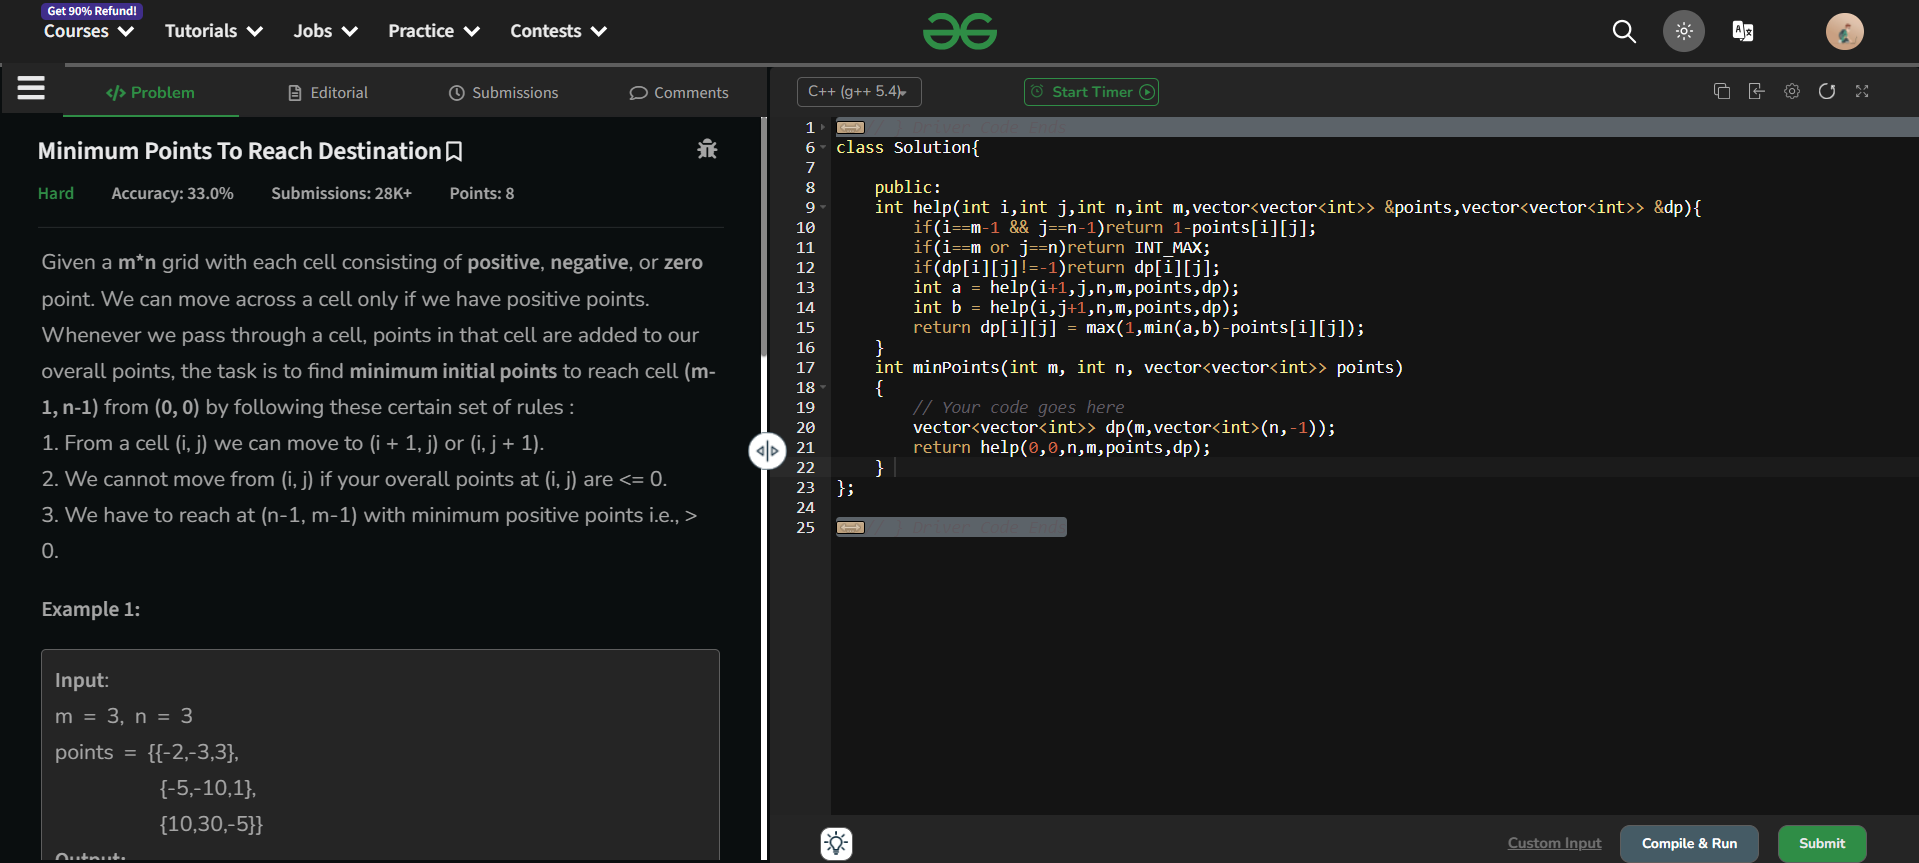 Get 90% Refund!
Courses Tutorials Jobs Practice Contests
Problem Editorial Submissions Comments
Minimum Points To Reach Destination
Hard Accuracy: 33.0% Submissions: 28K+ Points: 8
Given a m*n grid with each cell consisting of positive, negative, or zero
point. We can move across a cell only if we have positive points.
Whenever we pass through a cell, points in that cell are added to our
overall points, the task is to find minimum initial points to reach cell (m-
1, n-1) from (0, 0) by following these certain set of rules :
1. From a cell (i, j) we can move to (i + 1, j) or (i, j + 1).
2. We cannot move from (i, j) if your overall points at (i, j) are <= 0.
3. We have to reach at (n-1, m-1) with minimum positive points i.e., >
0.
Example 1:
Input:
m = 3, n = 3
points = {{-2,-3,3},
{-5,-10,1},
{10,30,-5}}
Output:
C++ (g++ 5.4) Start Timer
1 // } Driver Code Ends
6 class Solution{
7
8 public:
9 int help(int i,int j,int n,int m,vector<vector<int>> &points,vector<vector<int>> &dp){
10 if(i==m-1 && j==n-1)return 1-points[i][j];
11 if(i==m or j==n)return INT_MAX;
12 if(dp[i][j]!=-1)return dp[i][j];
13 int a = help(i+1,j,n,m,points,dp);
14 int b = help(i,j+1,n,m,points,dp);
15 return dp[i][j] = max(1,min(a,b)-points[i][j]);
16 }
17 int minPoints(int m, int n, vector<vector<int>> points)
18 {
19 // Your code goes here
20 vector<vector<int>> dp(m,vector<int>(n,-1));
21 return help(0,0,n,m,points,dp);
22 }
23 };
24
25 // } Driver Code Ends
Custom Input Compile & Run Submit